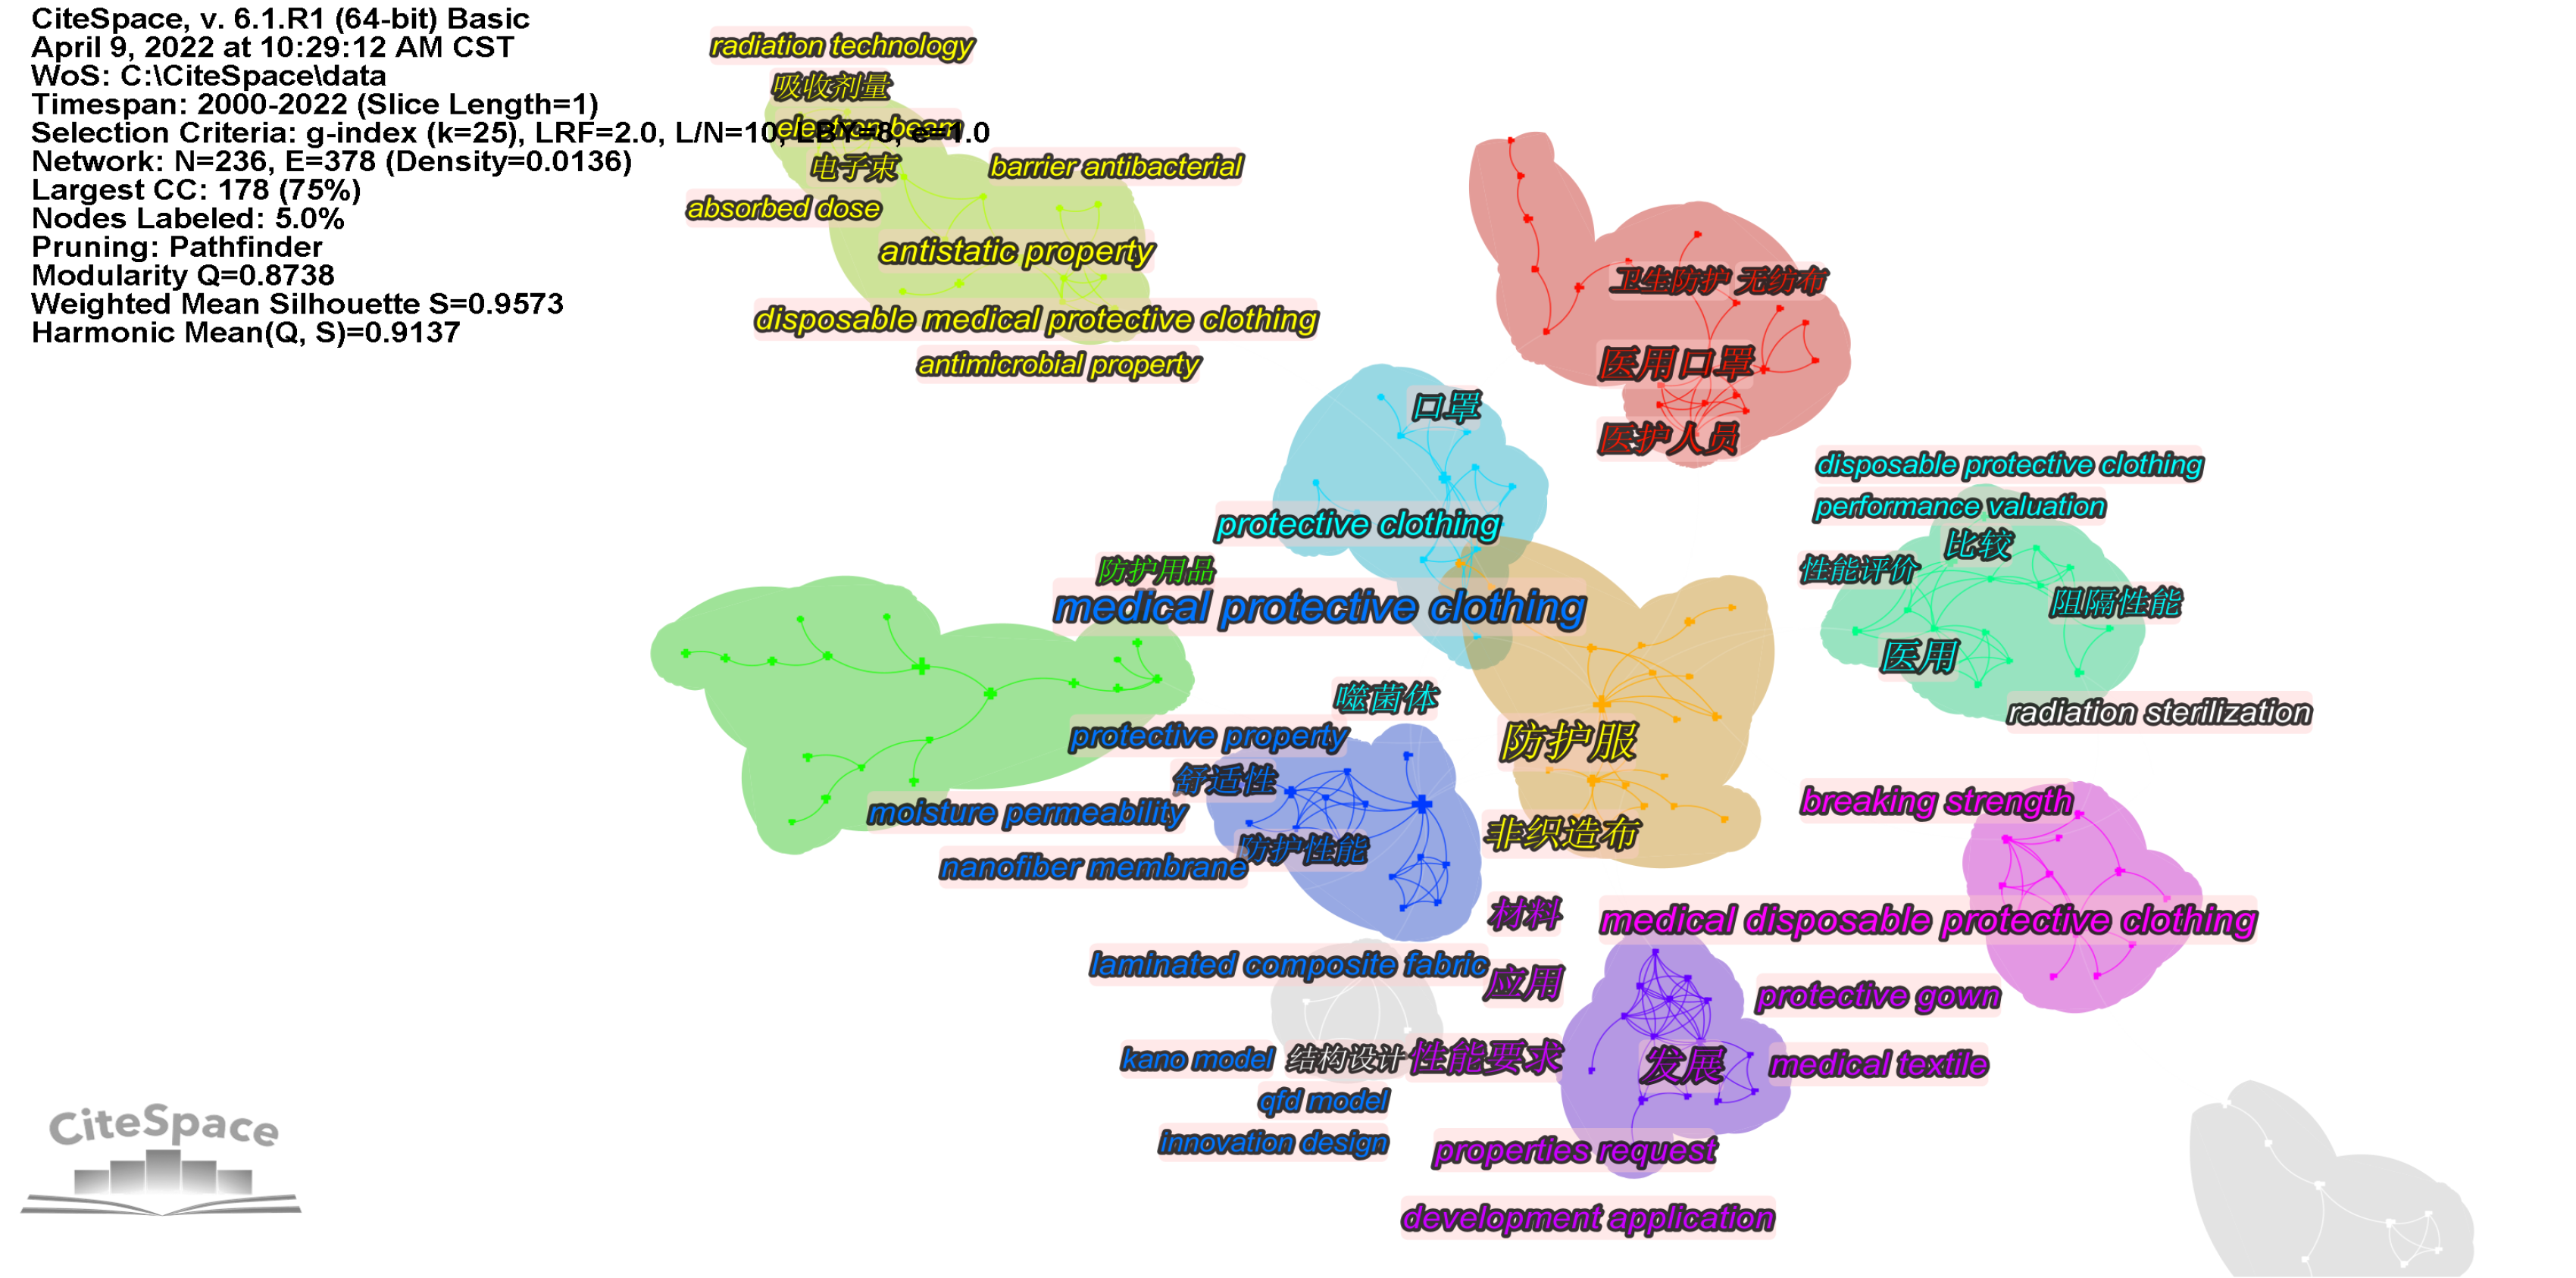 CiteSpace, v. 6.1.R1 (64-bit) Basic
April 9, 2022 at 10:29:12 AM CST
WoS: C:\CiteSpace\data
Timespan: 2000-2022 (Slice Length=1)
Selection Criteria: g-index (k=25), LRF=2.0, L/N=10, LBY=8, e=1.0
Network: N=236, E=378 (Density=0.0136)
Largest CC: 178 (75%)
Nodes Labeled: 5.0%
Pruning: Pathfinder
Modularity Q=0.8738
Weighted Mean Silhouette S=0.9573
Harmonic Mean(Q, S)=0.9137
radiation technology
吸收剂量
electron beam
电子束
barrier antibacterial
absorbed dose
antistatic property
disposable medical protective clothing
antimicrobial property
卫生防护 无纺布
医用口罩
医护人员
口罩
protective clothing
disposable protective clothing
performance valuation
比较
性能评价
阻隔性能
医用
radiation sterilization
防护用品
medical protective clothing
噬菌体
protective property
舒适性
moisture permeability
防护性能
nanofiber membrane
防护服
非织造布
breaking strength
medical disposable protective clothing
材料
laminated composite fabric
应用
protective gown
kano model
结构设计
性能要求
发展
medical textile
qfd model
innovation design
properties request
development application
CiteSpace